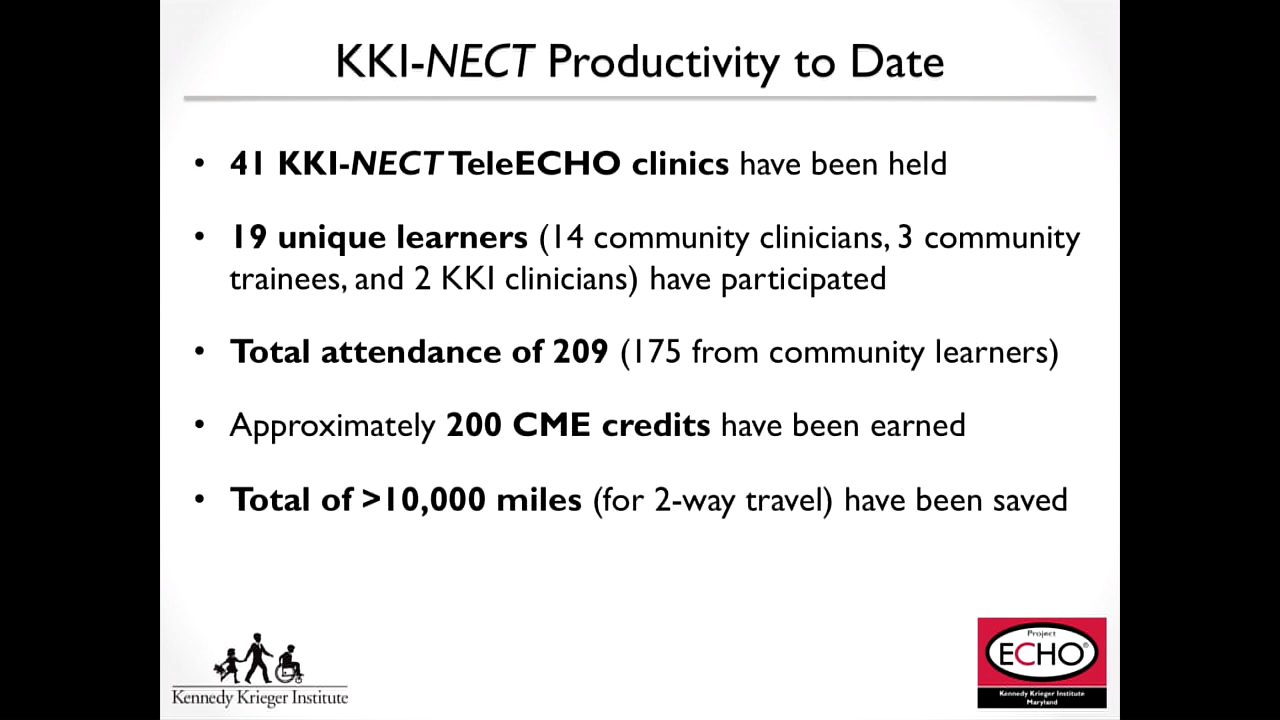 KKI-NECT Productivity to Date
• 41 KKI-NECT TeleECHO clinics have been held
• 19 unique learners (14 community clinicians, 3 community
trainees, and 2 KKI clinicians) have participated
• Total attendance of 209 (175 from community learners)
• Approximately 200 CME credits have been earned
• Total of >10,000 miles (for 2-way travel) have been saved
Kennedy Krieger Institute
Project
ECHO®
Kennedy Krieger Institute
Maryland